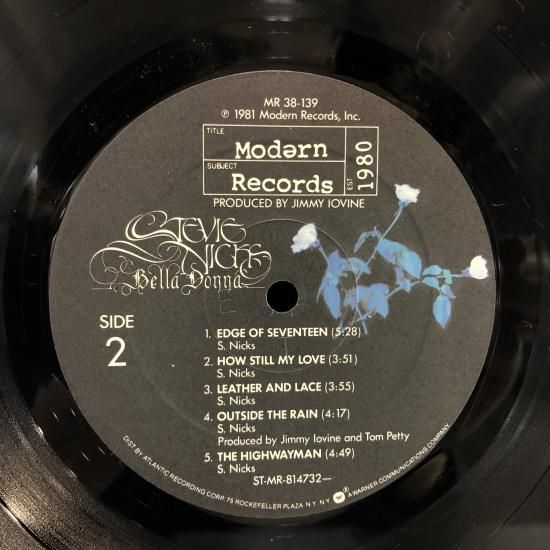 MR 38-139
℗ 1981 Modern Records, Inc.
TITLE
Modərn
SUBJECT
Records
EST 1980
PRODUCED BY JIMMY IOVINE
STEVIE
NICKS
Bella Donna
SIDE
2
1. EDGE OF SEVENTEEN (5:28)
S. Nicks
2. HOW STILL MY LOVE (3:51)
S. Nicks
3. LEATHER AND LACE (3:55)
S. Nicks
4. OUTSIDE THE RAIN (4:17)
S. Nicks
Produced by Jimmy Iovine and Tom Petty
5. THE HIGHWAYMAN (4:49)
S. Nicks
ST-MR-814732—
DIST BY ATLANTIC RECORDING CORP. 75 ROCKEFELLER PLAZA, N.Y. N.Y. W ® A WARNER COMMUNICATIONS COMPANY